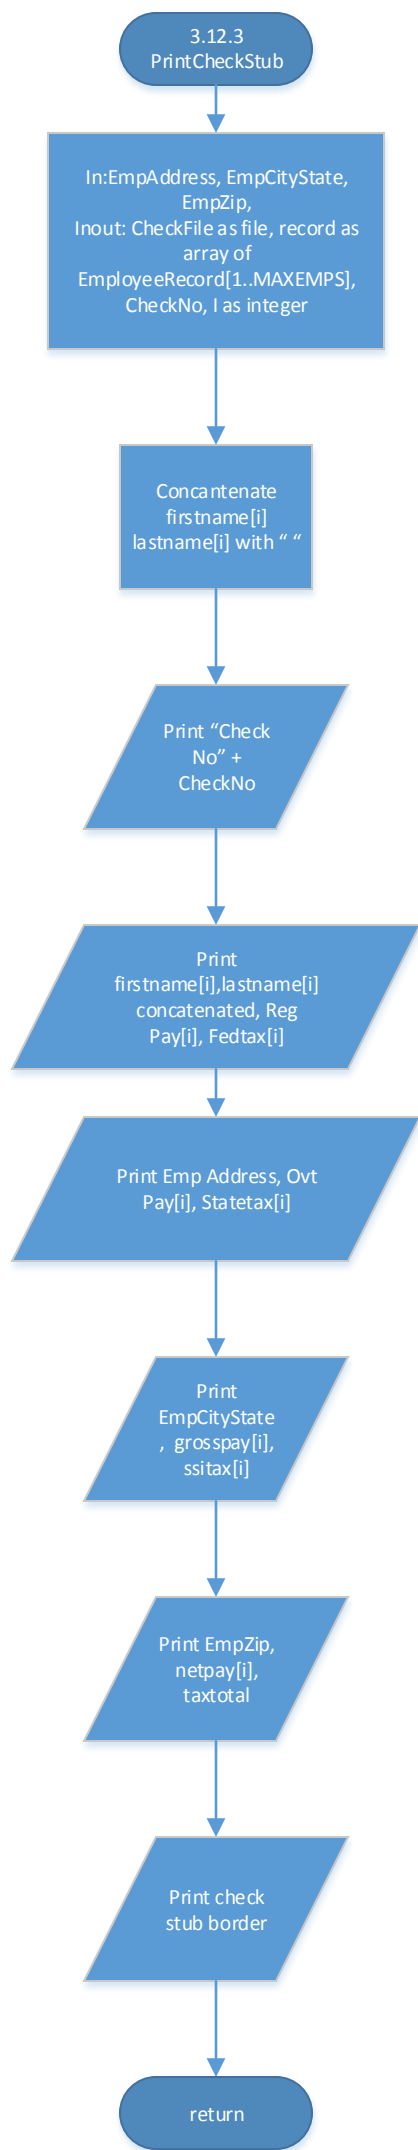 3.12.3
PrintCheckStub
In:EmpAddress, EmpCityState,
EmpZip,
Inout: CheckFile as file, record as
array of
EmployeeRecord[1..MAXEMPS],
CheckNo, I as integer
Concantenate
firstname[i]
lastname[i] with “ “
Print “Check
No” +
CheckNo
Print
firstname[i],lastname[i]
concatenated, Reg
Pay[i], Fedtax[i]
Print Emp Address, Ovt
Pay[i], Statetax[i]
Print
EmpCityState
, grosspay[i],
ssitax[i]
Print EmpZip,
netpay[i],
taxtotal
Print check
stub border
return